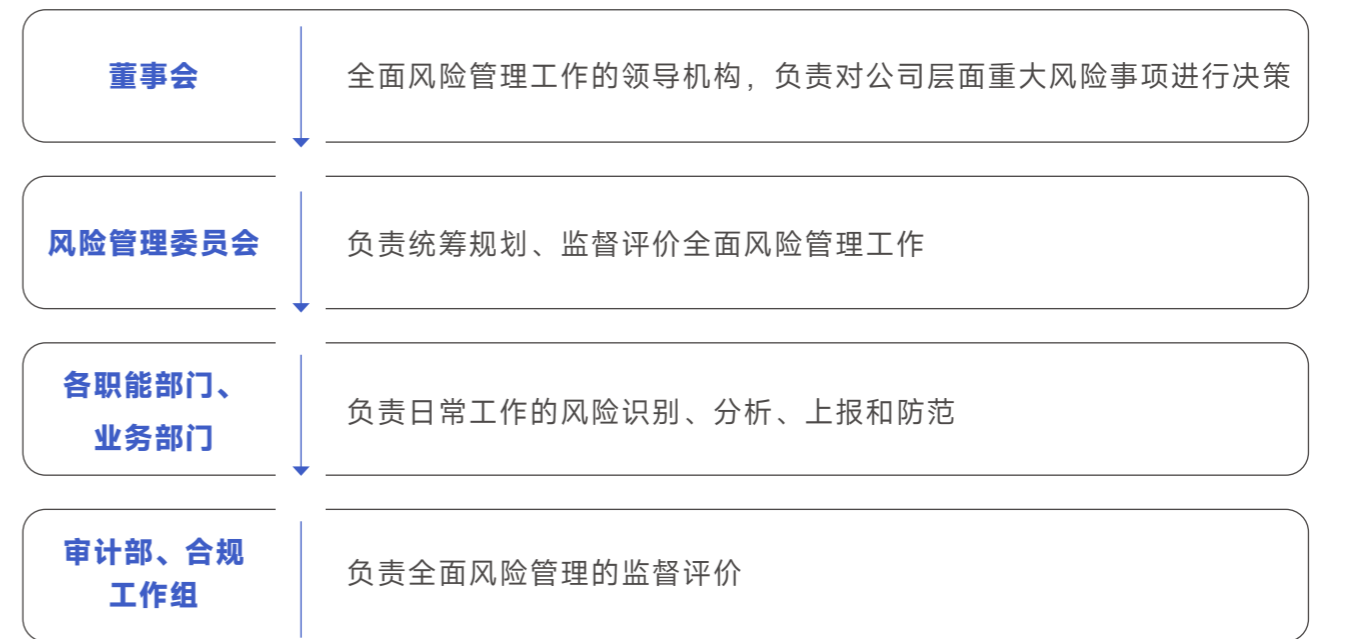 董事会
全面风险管理工作的领导机构，负责对公司层面重大风险事项进行决策
风险管理委员会
负责统筹规划、监督评价全面风险管理工作
各职能部门、
业务部门
负责日常工作的风险识别、分析、上报和防范
审计部、合规
工作组
负责全面风险管理的监督评价